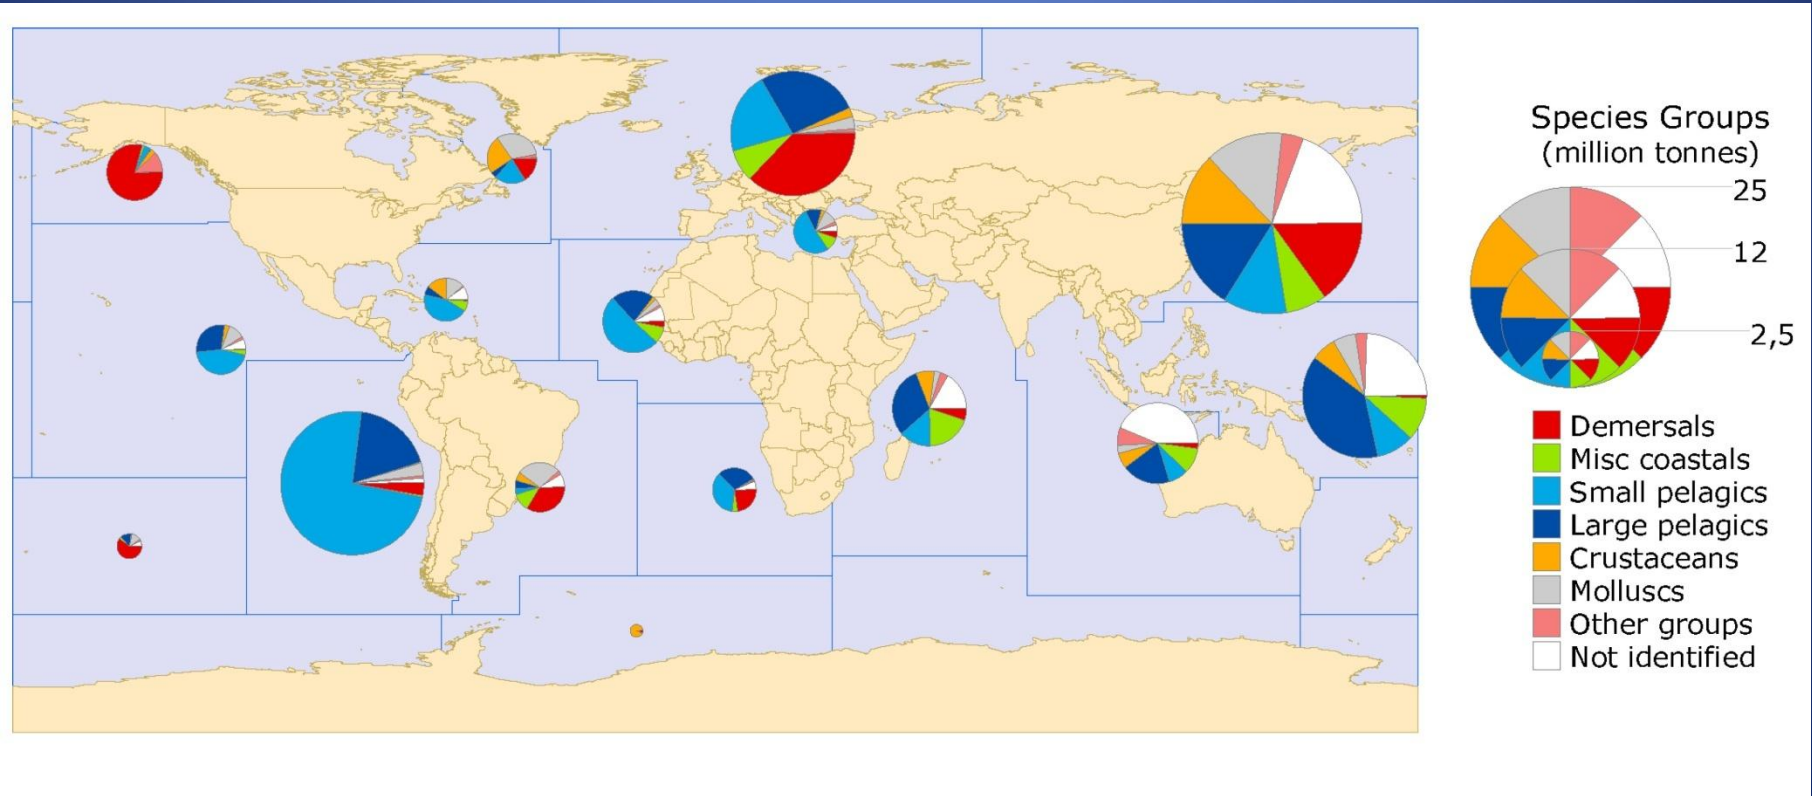 Species Groups
(million tonnes)
25
12
2,5
Demersals
Misc coastals
Small pelagics
Large pelagics
Crustaceans
Molluscs
Other groups
Not identified